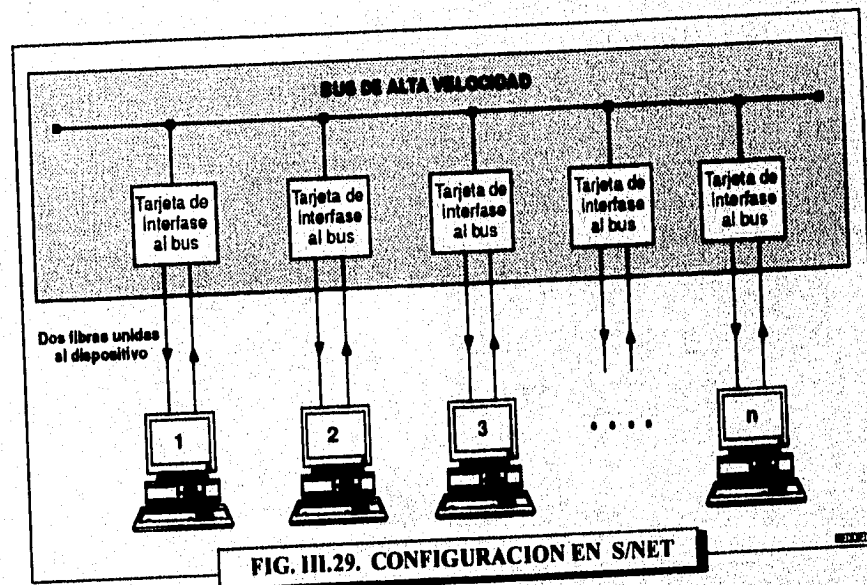 BUS DE ALTA VELOCIDAD
Tarjeta de
Interfase
al bus
Tarjeta de
Interfase
al bus
Tarjeta de
Interfase
al bus
Tarjeta de
Interfase
al bus
Tarjeta de
Interfase
al bus
Dos fibras unidas
al dispositivo
1
2
3
. . . .
n
FIG. III.29. CONFIGURACION EN S/NET